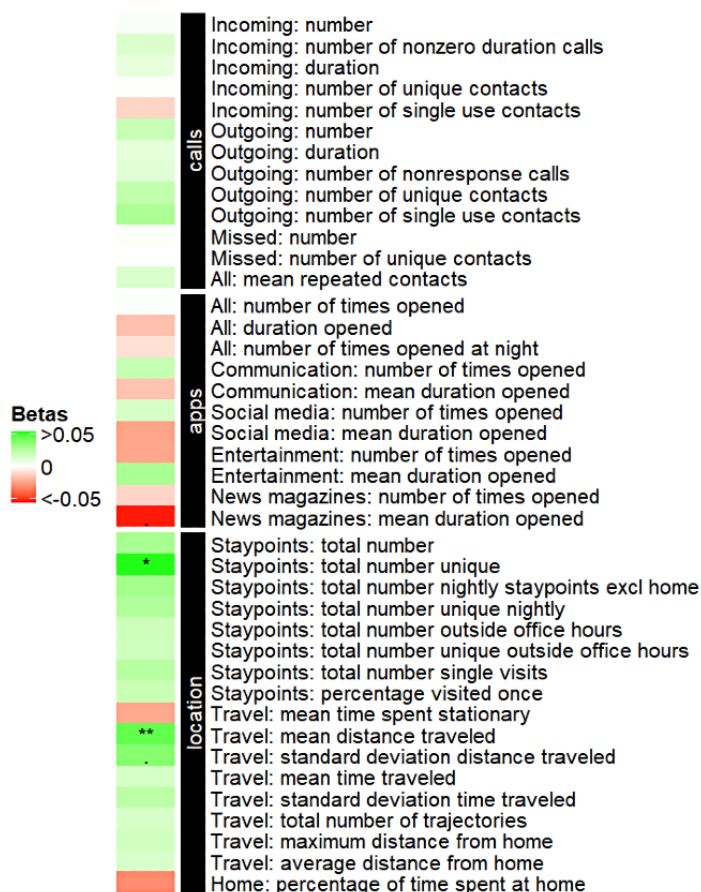 Betas
>0.05
0
<-0.05
calls
Incoming: number
Incoming: number of nonzero duration calls
Incoming: duration
Incoming: number of unique contacts
Incoming: number of single use contacts
Outgoing: number
Outgoing: duration
Outgoing: number of nonresponse calls
Outgoing: number of unique contacts
Outgoing: number of single use contacts
Missed: number
Missed: number of unique contacts
All: mean repeated contacts
apps
All: number of times opened
All: duration opened
All: number of times opened at night
Communication: number of times opened
Communication: mean duration opened
Social media: number of times opened
Social media: mean duration opened
Entertainment: number of times opened
Entertainment: mean duration opened
News magazines: number of times opened
. News magazines: mean duration opened
location
Staypoints: total number
* Staypoints: total number unique
Staypoints: total number nightly staypoints excl home
Staypoints: total number unique nightly
Staypoints: total number outside office hours
Staypoints: total number unique outside office hours
Staypoints: total number single visits
Staypoints: percentage visited once
Travel: mean time spent stationary
** Travel: mean distance traveled
. Travel: standard deviation distance traveled
Travel: mean time traveled
Travel: standard deviation time traveled
Travel: total number of trajectories
Travel: maximum distance from home
Travel: average distance from home
Home: percentage of time spent at home